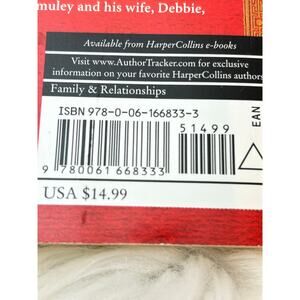 muley and his wife, Debbie,
Available from HarperCollins e-books
Visit www.AuthorTracker.com for exclusive
information on your favorite HarperCollins authors
Family & Relationships
ISBN 978-0-06-166833-3
51499
EAN
9 780061 668333
USA $14.99